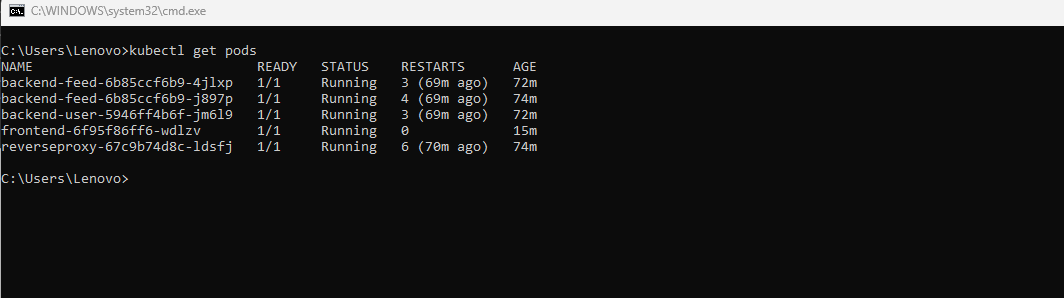 C:\WINDOWS\system32\cmd.exe
C:\Users\Lenovo>kubectl get pods
NAME                            READY   STATUS    RESTARTS      AGE
backend-feed-6b85ccf6b9-4jlxp   1/1     Running   3 (69m ago)   72m
backend-feed-6b85ccf6b9-j897p   1/1     Running   4 (69m ago)   74m
backend-user-5946ff4b6f-jm6l9   1/1     Running   3 (69m ago)   72m
frontend-6f95f86ff6-wdlzv       1/1     Running   0             15m
reverseproxy-67c9b74d8c-ldsfj   1/1     Running   6 (70m ago)   74m
C:\Users\Lenovo>